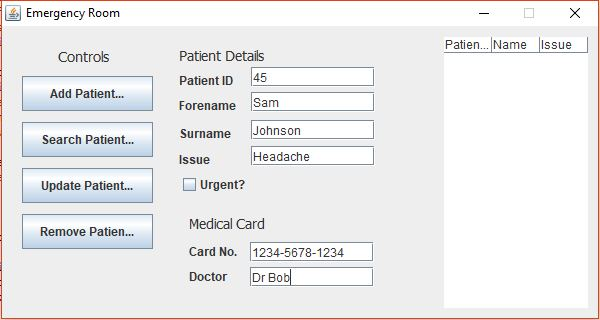 Emergency Room
Controls
Add Patient...
Search Patient...
Update Patient...
Remove Patien...
Patient Details
Patient ID 45
Forename Sam
Surname Johnson
Issue Headache
Urgent?
Medical Card
Card No. 1234-5678-1234
Doctor Dr Bob
Patien... Name Issue